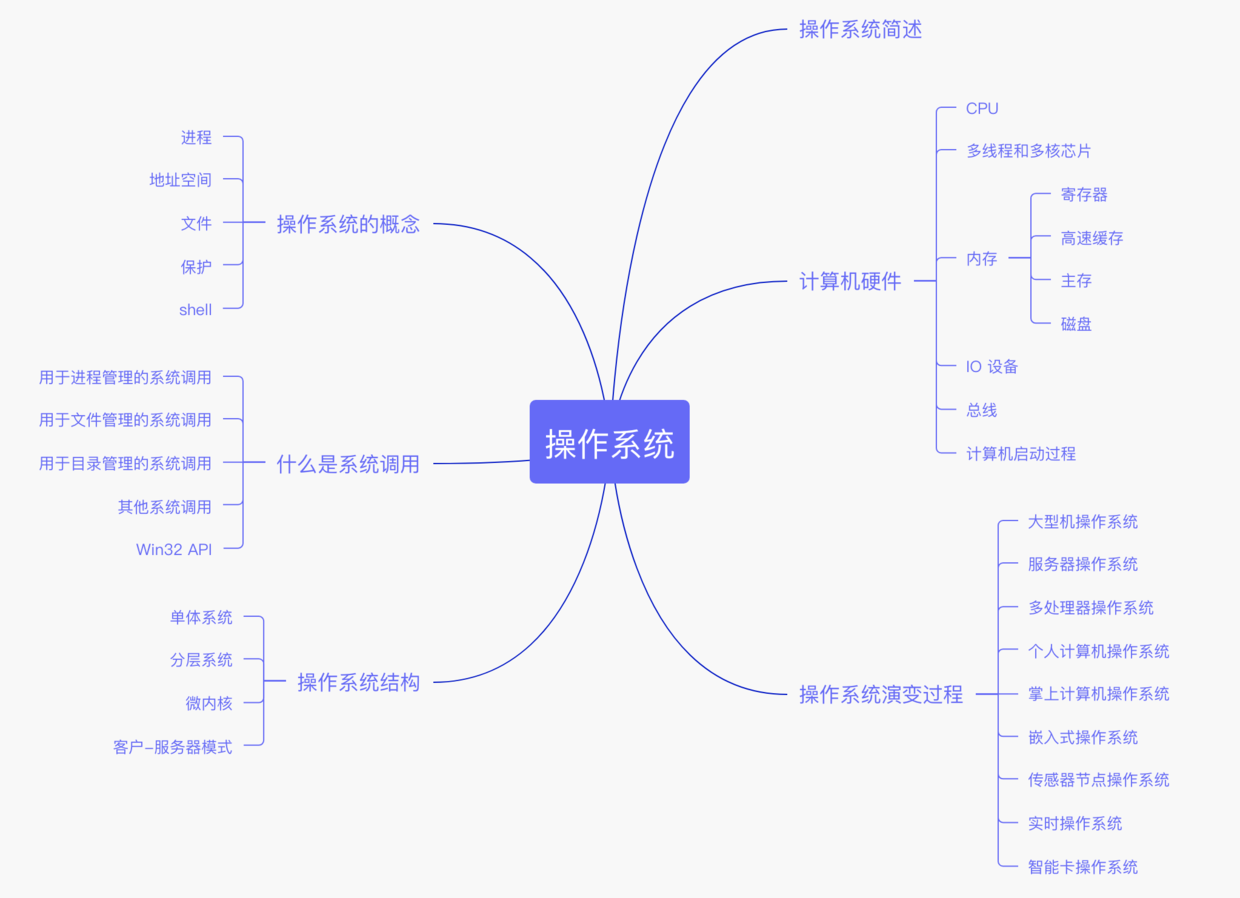 操作系统
操作系统简述
计算机硬件
CPU
多线程和多核芯片
内存
寄存器
高速缓存
主存
磁盘
IO 设备
总线
计算机启动过程
操作系统演变过程
大型机操作系统
服务器操作系统
多处理器操作系统
个人计算机操作系统
掌上计算机操作系统
嵌入式操作系统
传感器节点操作系统
实时操作系统
智能卡操作系统
操作系统的概念
进程
地址空间
文件
保护
shell
什么是系统调用
用于进程管理的系统调用
用于文件管理的系统调用
用于目录管理的系统调用
其他系统调用
Win32 API
操作系统结构
单体系统
分层系统
微内核
客户-服务器模式